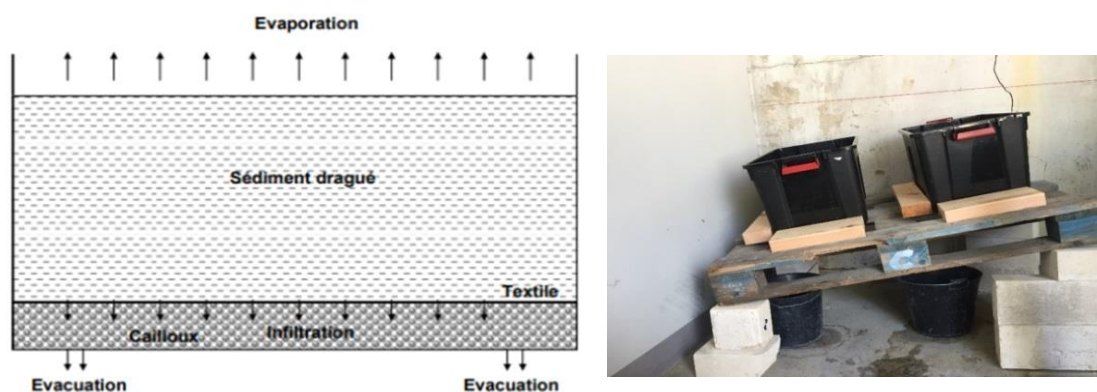 Evaporation
Sédiment dragué
Textile
Cailloux
Infiltration
Evacuation
Evacuation